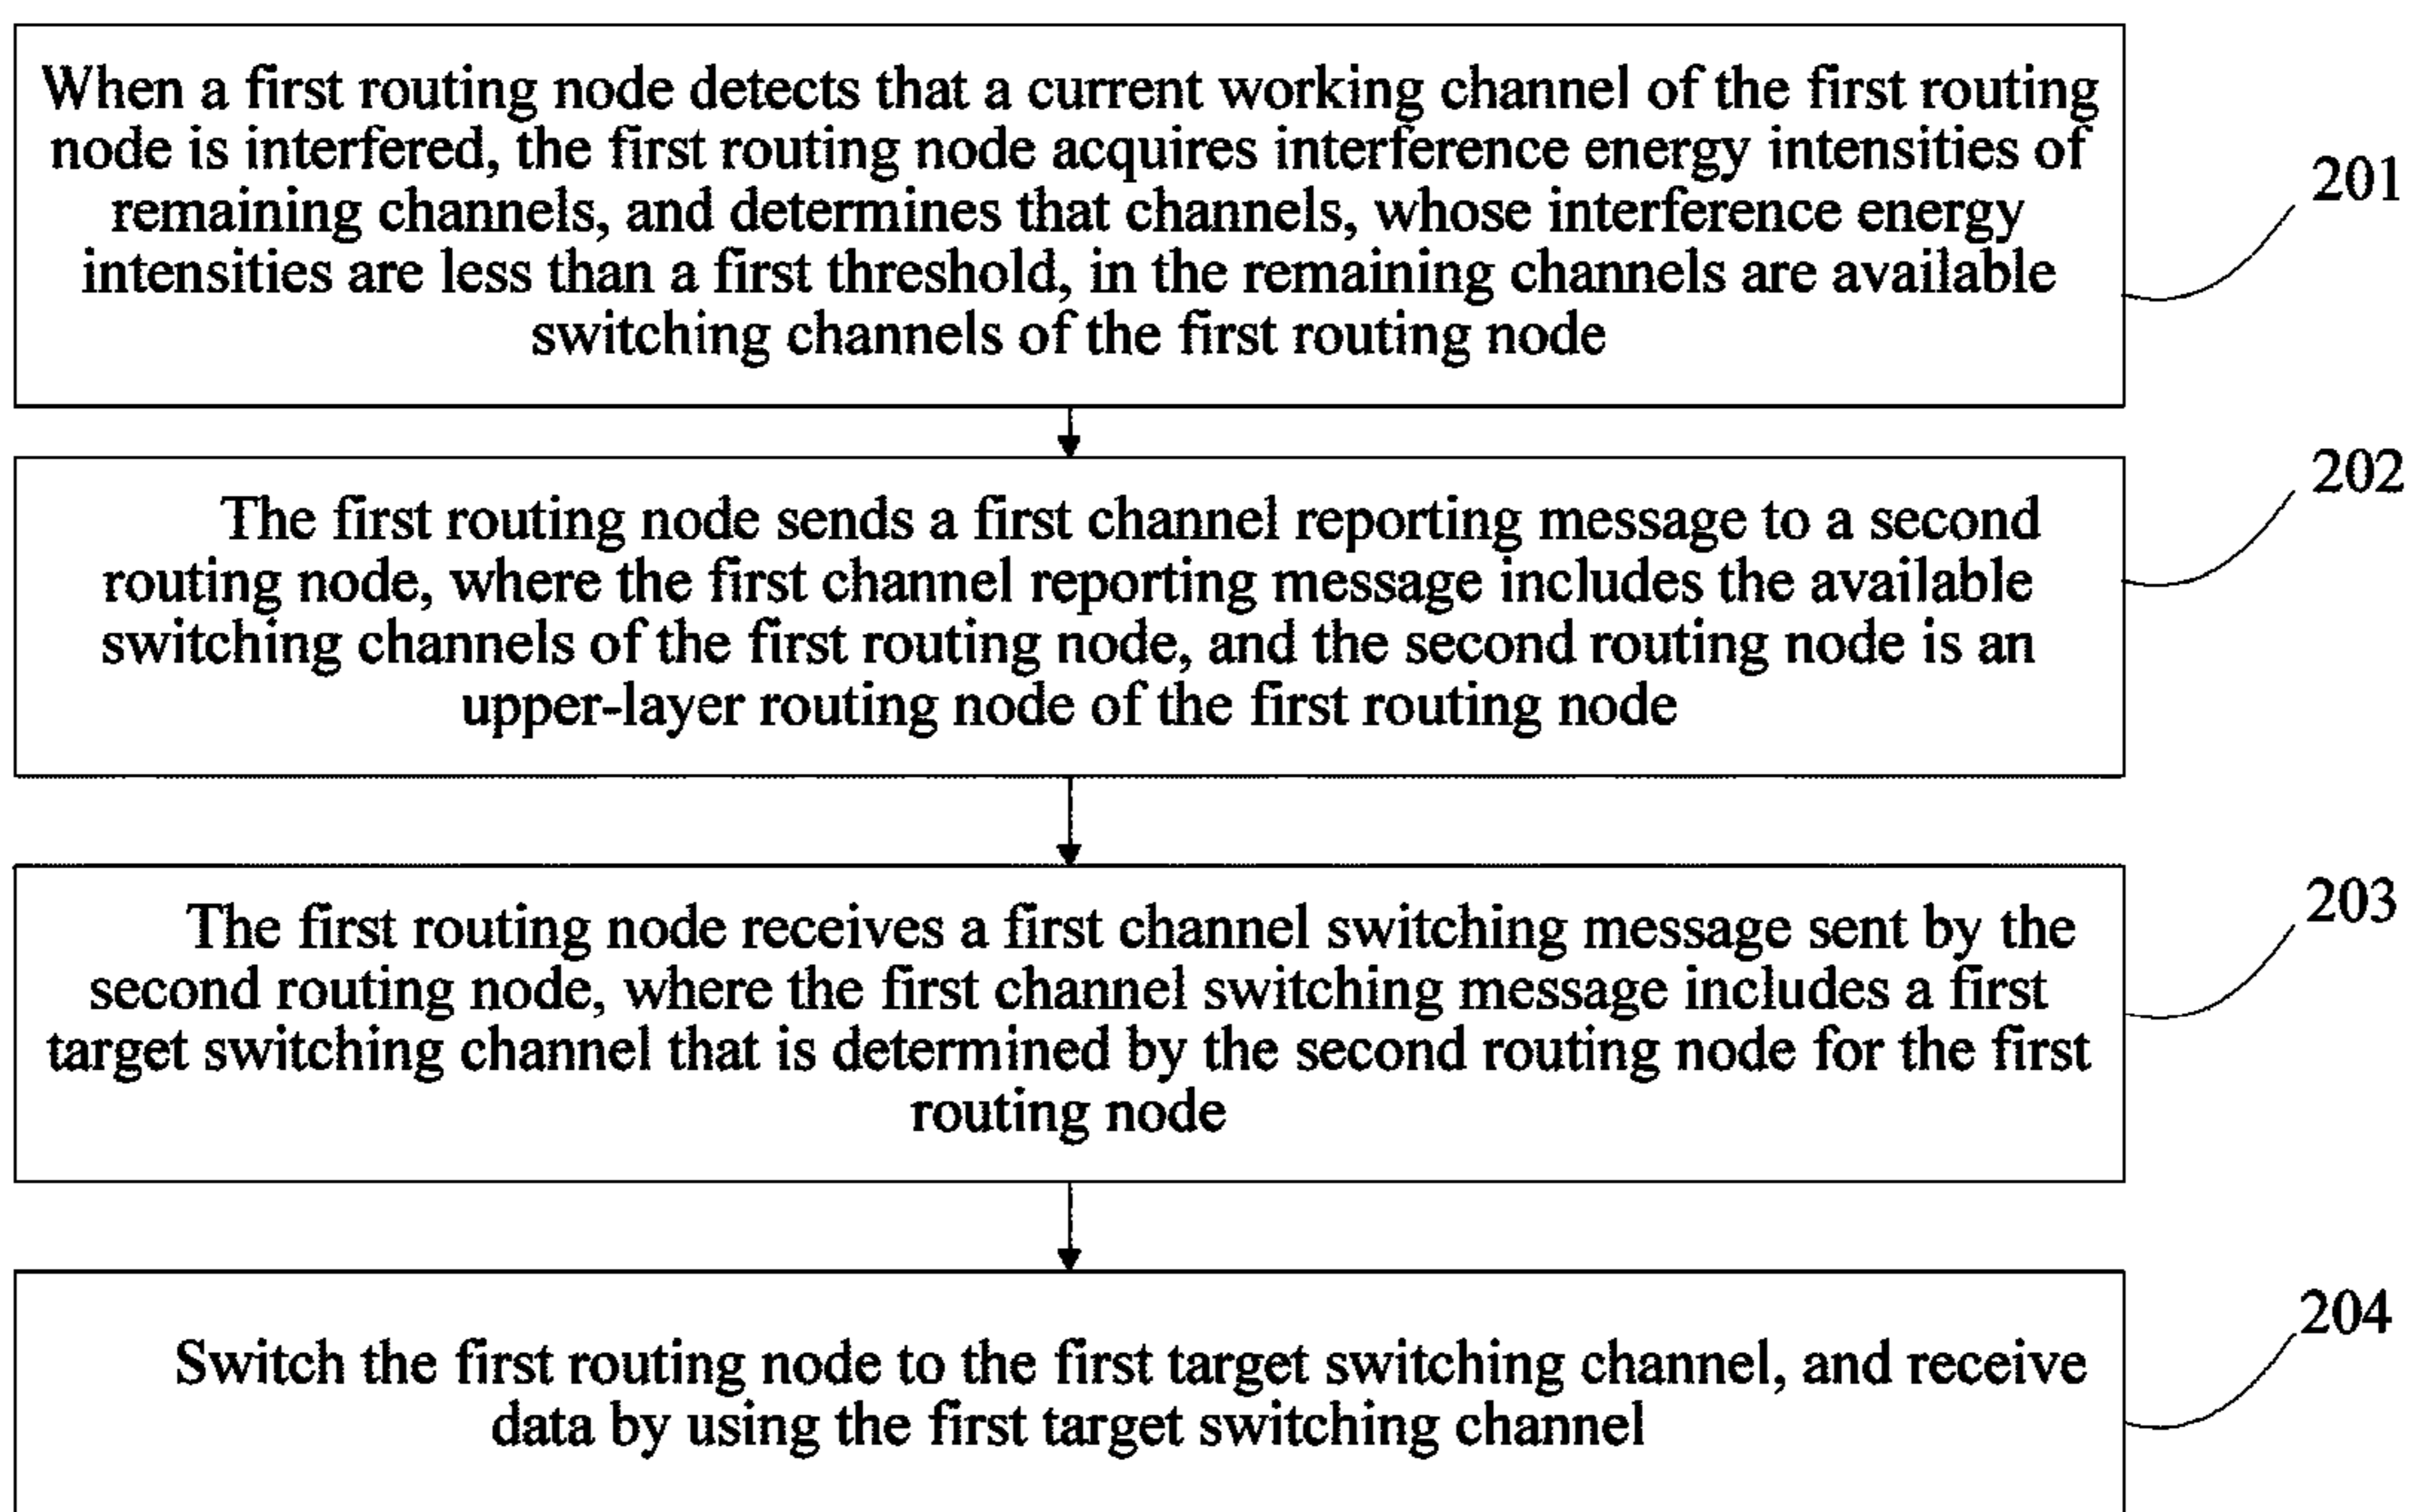 When a first routing node detects that a current working channel of the first routing
node is interfered, the first routing node acquires interference energy intensities of
remaining channels, and determines that channels, whose interference energy
intensities are less than a first threshold, in the remaining channels are available
switching channels of the first routing node
201
The first routing node sends a first channel reporting message to a second
routing node, where the first channel reporting message includes the available
switching channels of the first routing node, and the second routing node is an
upper-layer routing node of the first routing node
202
The first routing node receives a first channel switching message sent by the
second routing node, where the first channel switching message includes a first
target switching channel that is determined by the second routing node for the first
routing node
203
Switch the first routing node to the first target switching channel, and receive
data by using the first target switching channel
204